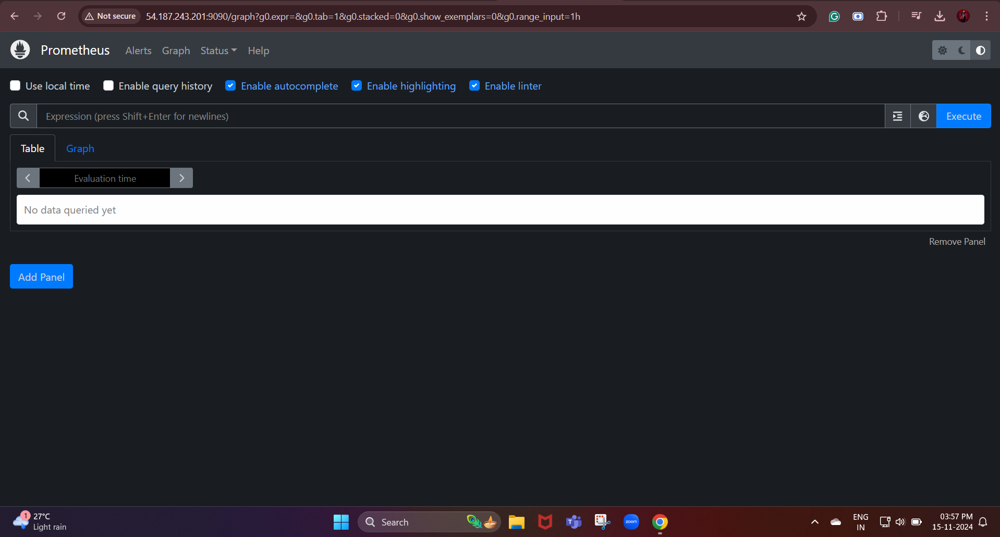 Not secure 54.187.243.201:9090/graph?g0.expr=&g0.tab=1&g0.stacked=0&g0.show_exemplars=0&g0.range_input=1h
Prometheus Alerts Graph Status Help
Use local time Enable query history Enable autocomplete Enable highlighting Enable linter
Expression (press Shift+Enter for newlines) Execute
Table Graph
Evaluation time
No data queried yet
Remove Panel
Add Panel
1 27°C
Light rain
Search
zoom
ENG
IN
03:57 PM
15-11-2024